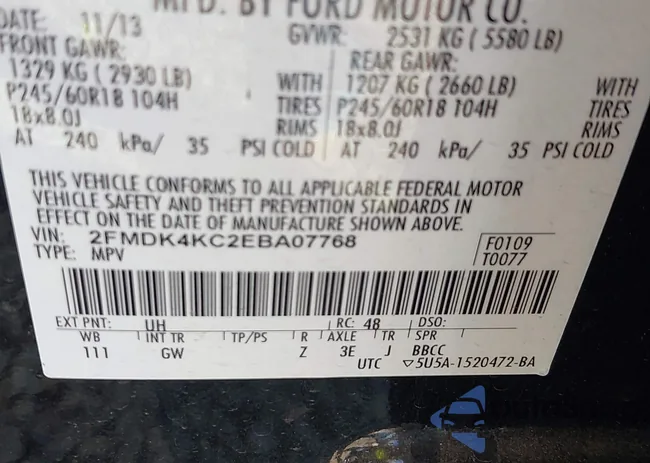 MFD. BY FORD MOTOR CO.
DATE: 11/13 GVWR: 2531 KG ( 5580 LB)
FRONT GAWR: REAR GAWR:
1329 KG ( 2930 LB) WITH 1207 KG ( 2660 LB) WITH
P245/60R18 104H TIRES P245/60R18 104H TIRES
18x8.0J RIMS 18x8.0J RIMS
AT 240 kPa/ 35 PSI COLD AT 240 kPa/ 35 PSI COLD
THIS VEHICLE CONFORMS TO ALL APPLICABLE FEDERAL MOTOR
VEHICLE SAFETY AND THEFT PREVENTION STANDARDS IN
EFFECT ON THE DATE OF MANUFACTURE SHOWN ABOVE.
VIN: 2FMDK4KC2EBA07768 F0109
TYPE: MPV T0077
EXT PNT: UH RC: 48 DSO:
WB INT TR TP/PS R AXLE TR SPR
111 GW Z 3E J BBCC
UTC ▽5U5A-1520472-BA